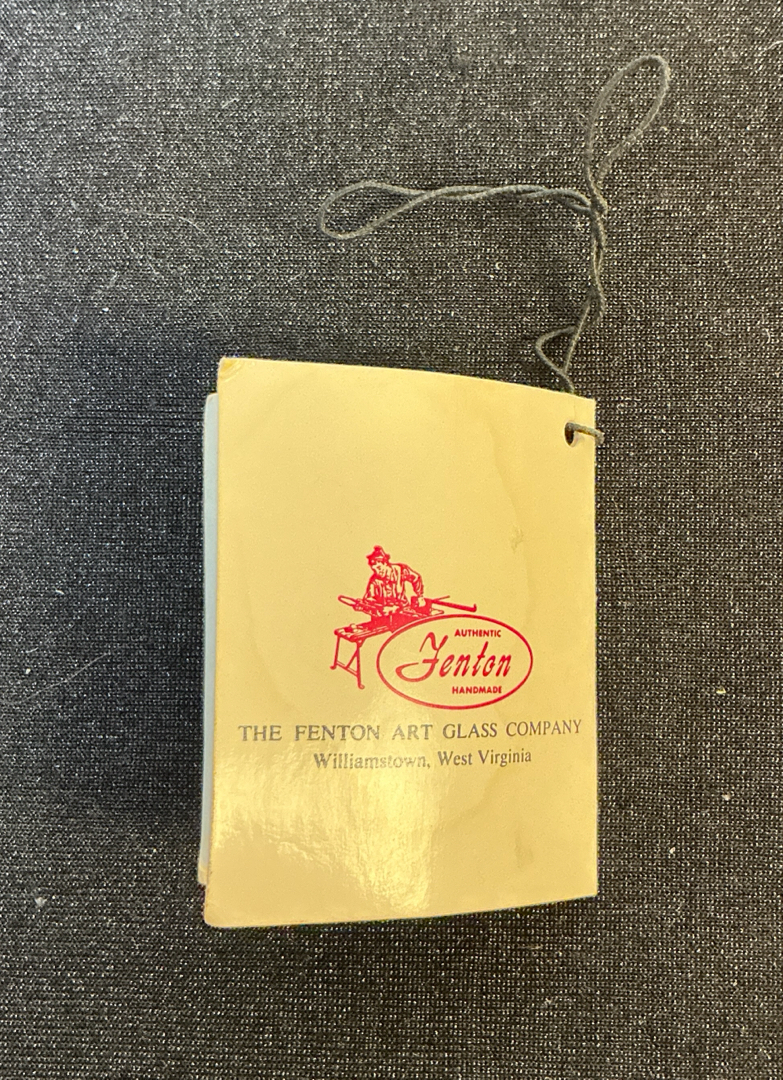 AUTHENTIC
Fenton
HANDMADE
THE FENTON ART GLASS COMPANY
Williamstown, West Virginia